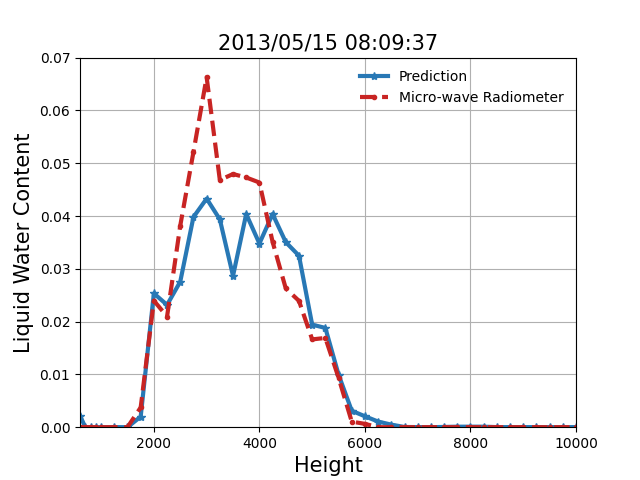 2013/05/15 08:09:37
Prediction
Micro-wave Radiometer
Liquid Water Content
0.07
0.06
0.05
0.04
0.03
0.02
0.01
0.00
2000 4000 6000 8000 10000
Height